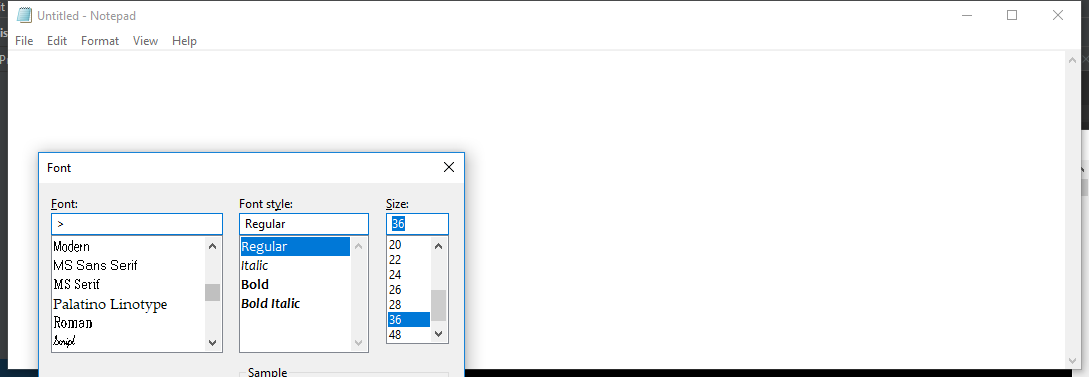 Untitled - Notepad
File Edit Format View Help
Font
Font: Font style: Size:
> Regular 36
Modern Regular 20
MS Sans Serif Italic 22
MS Serif Bold 24
Palatino Linotype Bold Italic 26
Roman 28
Script 36
48
Sample